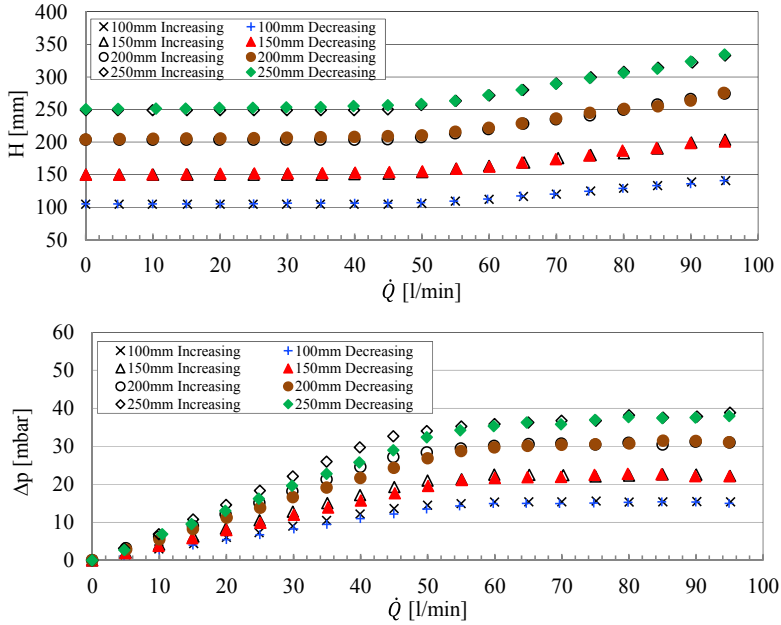 400
350
300
250
200
150
100
50
H [mm]
100mm Increasing 100mm Decreasing
150mm Increasing 150mm Decreasing
200mm Increasing 200mm Decreasing
250mm Increasing 250mm Decreasing
0 10 20 30 40 50 60 70 80 90 100
Q̇ [l/min]
60
50
40
30
20
10
0
Δp [mbar]
100mm Increasing 100mm Decreasing
150mm Increasing 150mm Decreasing
200mm Increasing 200mm Decreasing
250mm Increasing 250mm Decreasing
0 10 20 30 40 50 60 70 80 90 100
Q̇ [l/min]